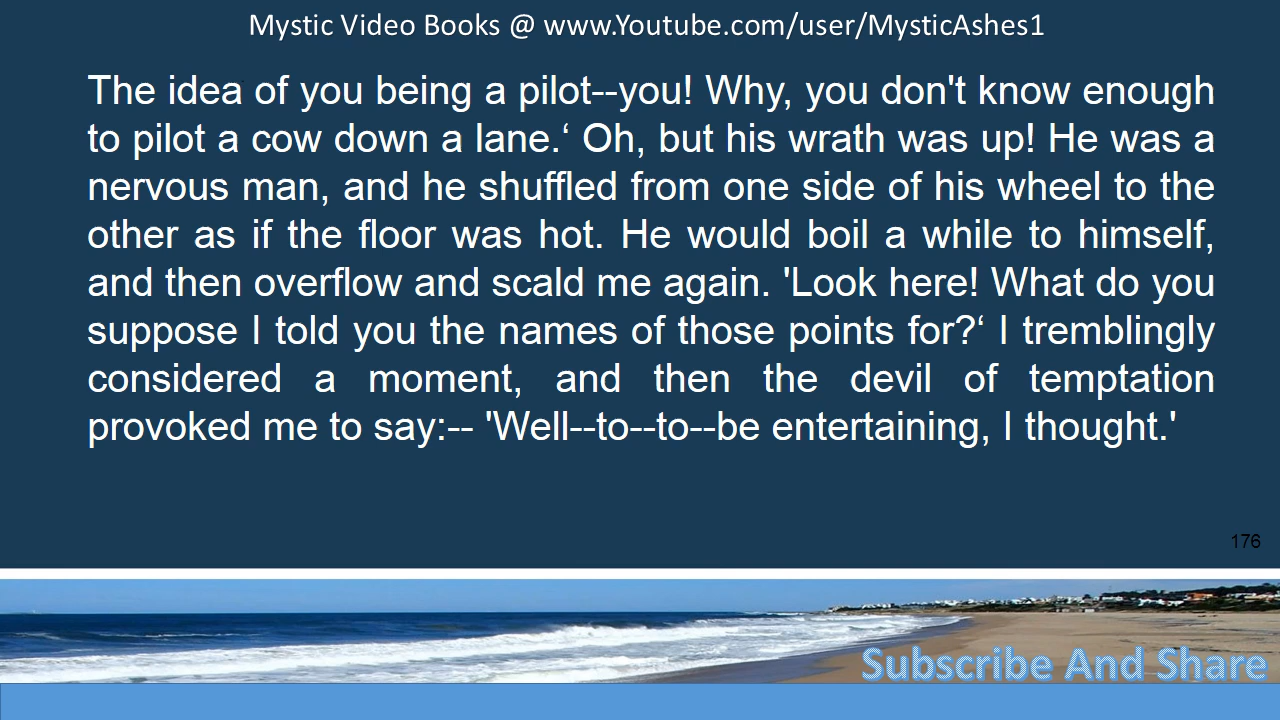 Mystic Video Books @ www.Youtube.com/user/MysticAshes1
The idea of you being a pilot--you! Why, you don't know enough
to pilot a cow down a lane.‘ Oh, but his wrath was up! He was a
nervous man, and he shuffled from one side of his wheel to the
other as if the floor was hot. He would boil a while to himself,
and then overflow and scald me again. 'Look here! What do you
suppose I told you the names of those points for?‘ I tremblingly
considered a moment, and then the devil of temptation
provoked me to say:-- 'Well--to--to--be entertaining, I thought.'
176
Subscribe And Share